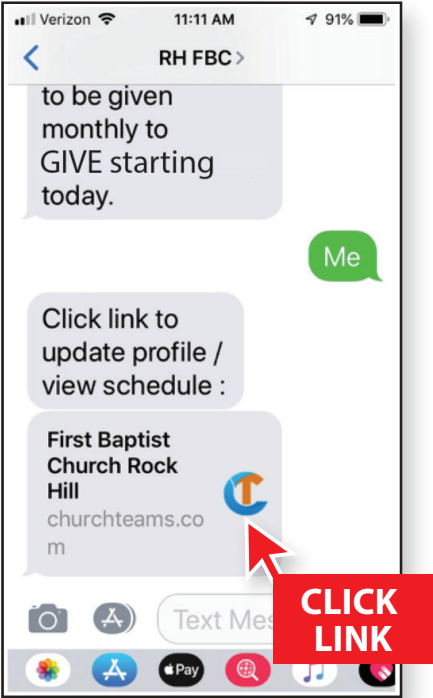 Verizon 11:11 AM 91%
RH FBC >
to be given
monthly to
GIVE starting
today.
Me
Click link to
update profile /
view schedule :
First Baptist
Church Rock
Hill
churchteams.co
m
CLICK
LINK
Text Mes
Pay